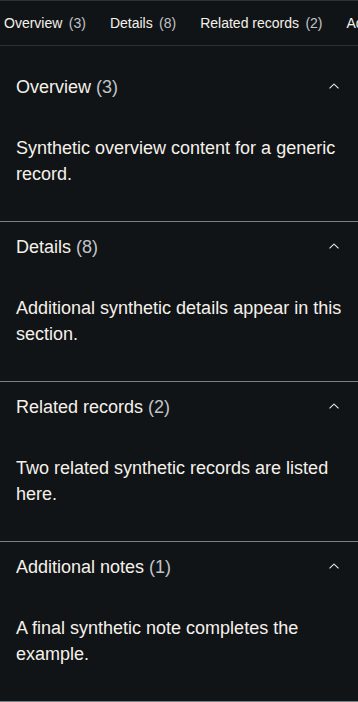 Overview (3) Details (8) Related records (2)
Overview (3)
Synthetic overview content for a generic
record.
Details (8)
Additional synthetic details appear in this
section.
Related records (2)
Two related synthetic records are listed
here.
Additional notes (1)
A final synthetic note completes the
example.